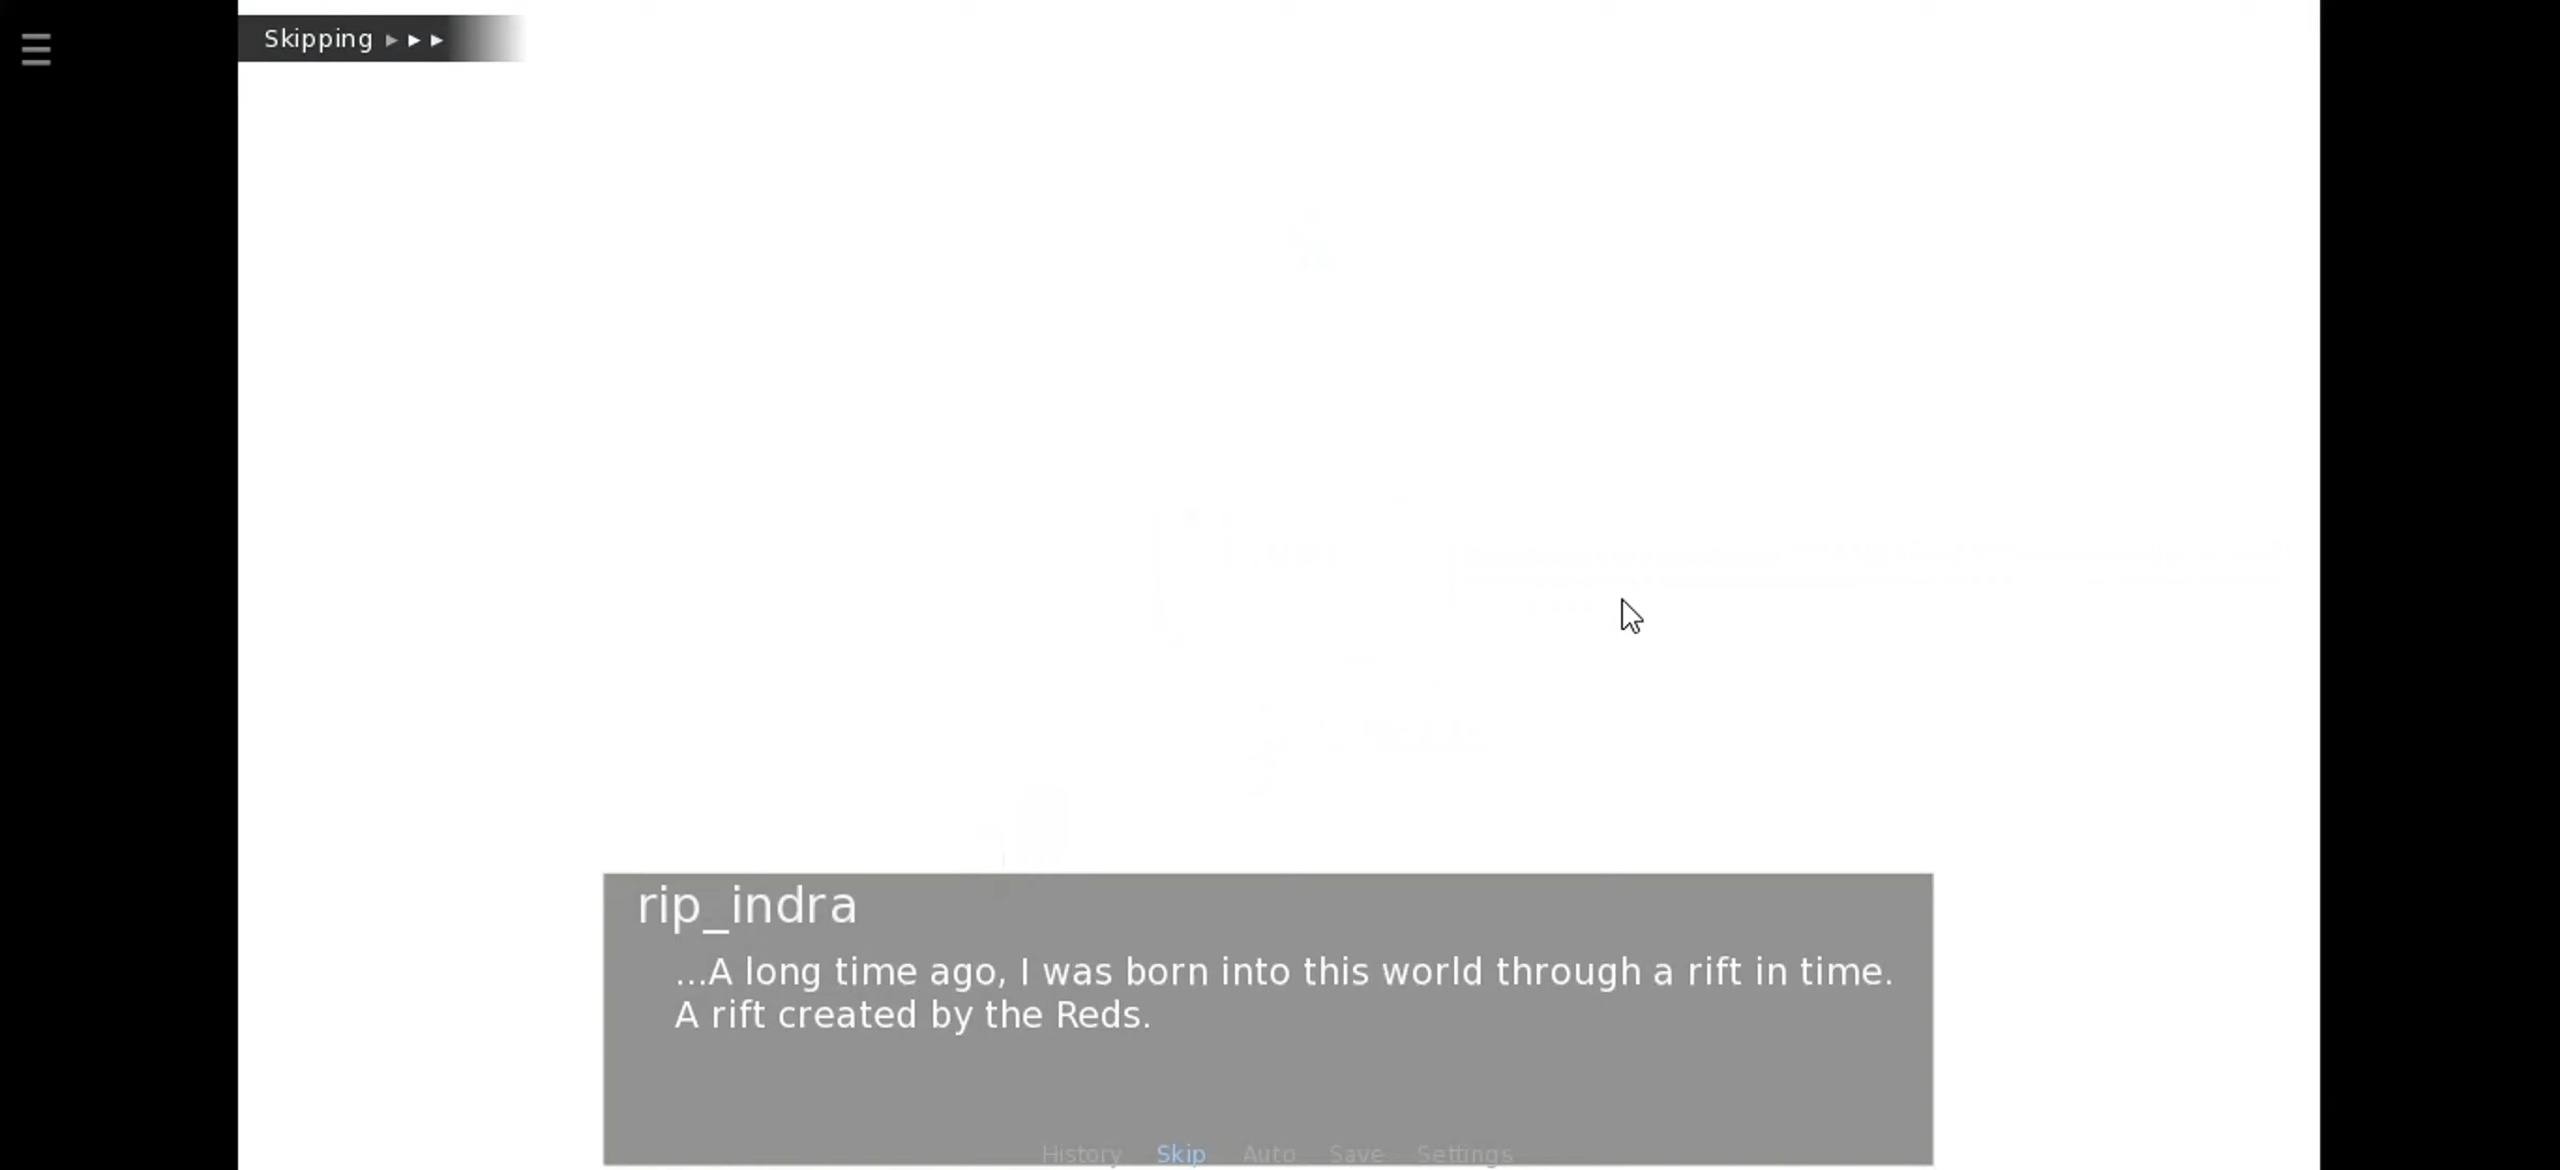 Skipping ▸ ▸ ▸
rip_indra
...A long time ago, I was born into this world through a rift in time.
A rift created by the Reds.
History Skip Auto Save Settings